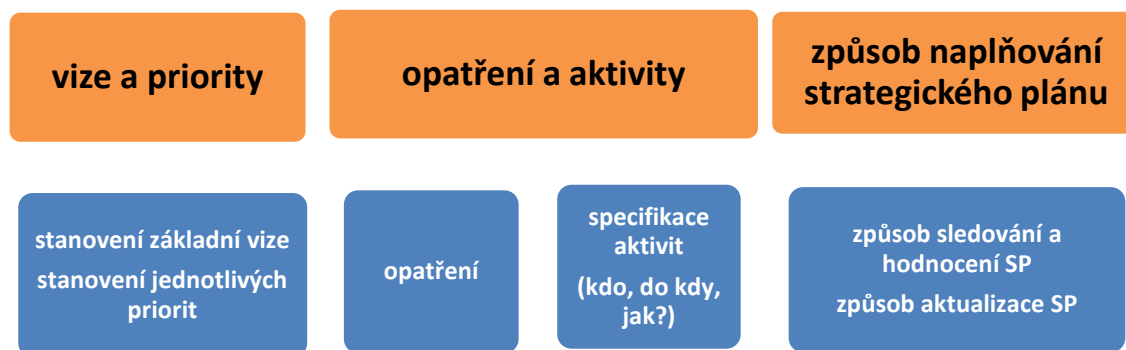 vize a priority
opatření a aktivity
způsob naplňování
strategického plánu
stanovení základní vize
stanovení jednotlivých
priorit
opatření
specifikace
aktivit
(kdo, do kdy,
jak?)
způsob sledování a
hodnocení SP
způsob aktualizace SP